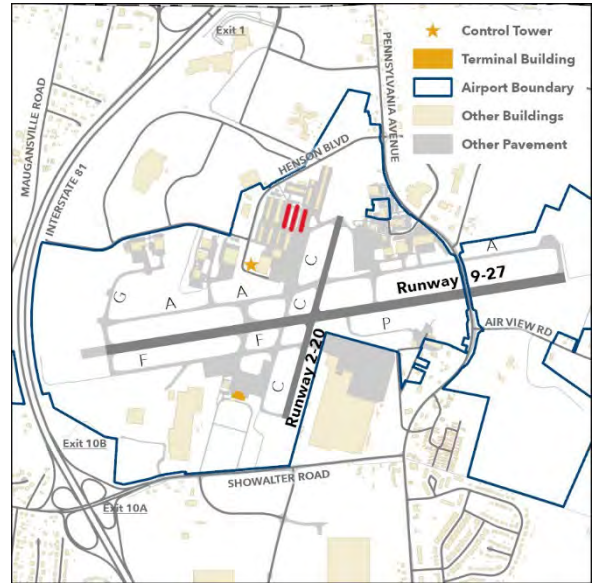 Exit 1
Control Tower
Terminal Building
Airport Boundary
Other Buildings
Other Pavement
MAUGANSVILLE ROAD
INTERSTATE 81
PENNSYLVANIA AVENUE
HENSON BLVD
G
A
A
C
C
A
Runway 9-27
F
F
C
P
AIR VIEW RD
Runway 2-20
Exit 10B
Exit 10A
SHOWALTER ROAD